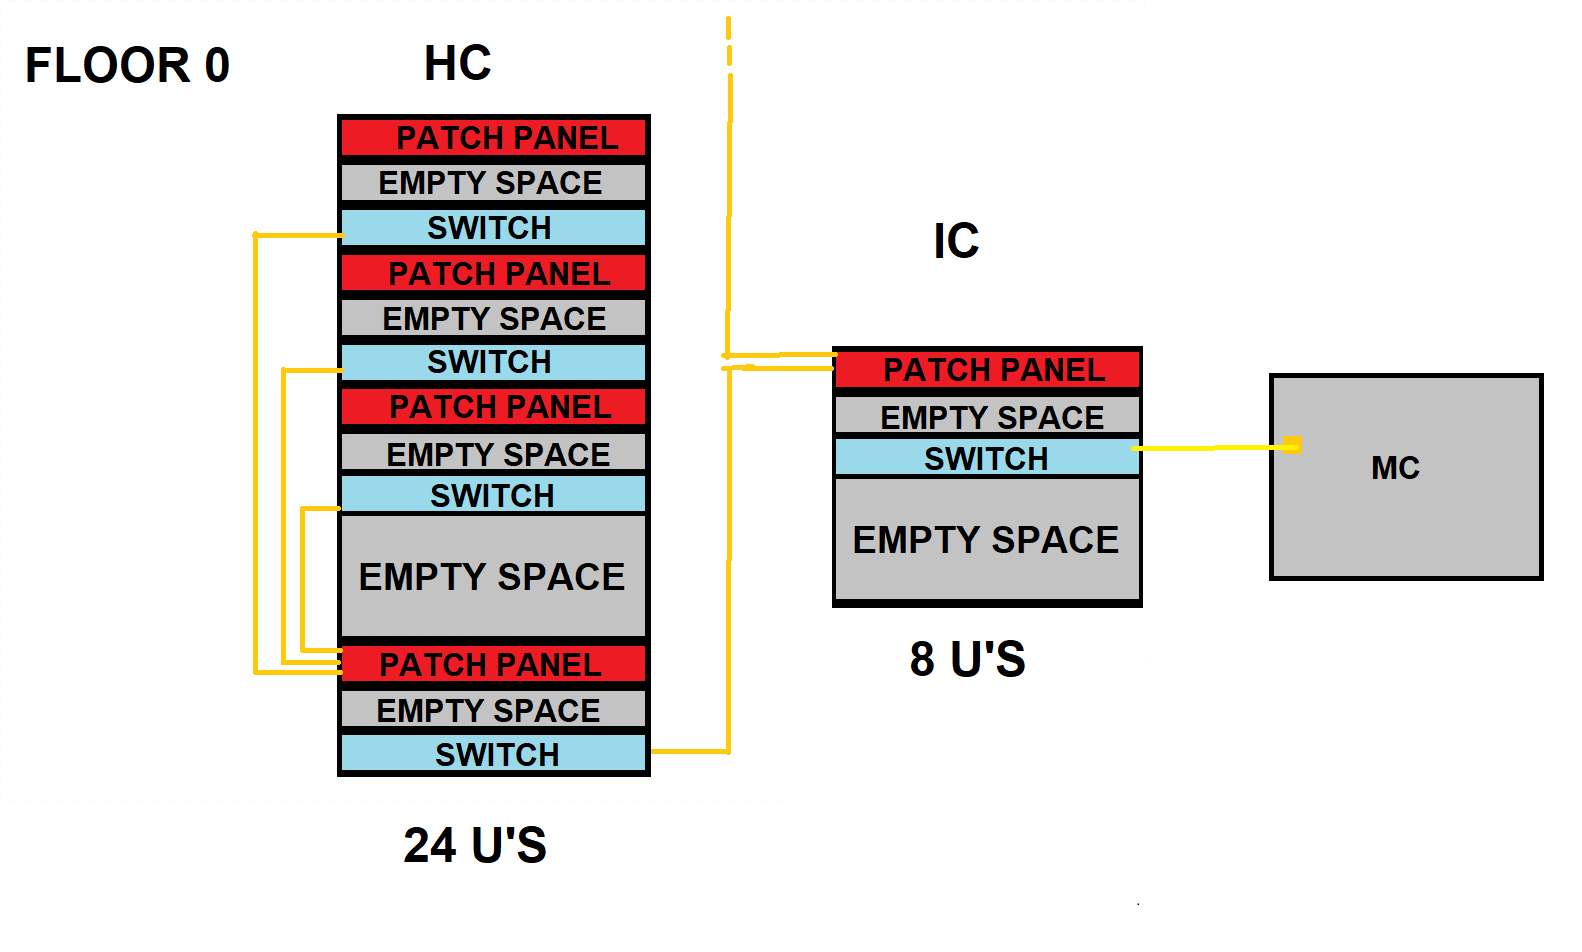 FLOOR 0
HC
PATCH PANEL
EMPTY SPACE
SWITCH
PATCH PANEL
EMPTY SPACE
SWITCH
PATCH PANEL
EMPTY SPACE
SWITCH
EMPTY SPACE
PATCH PANEL
EMPTY SPACE
SWITCH
24 U'S
IC
PATCH PANEL
EMPTY SPACE
SWITCH
EMPTY SPACE
8 U'S
MC